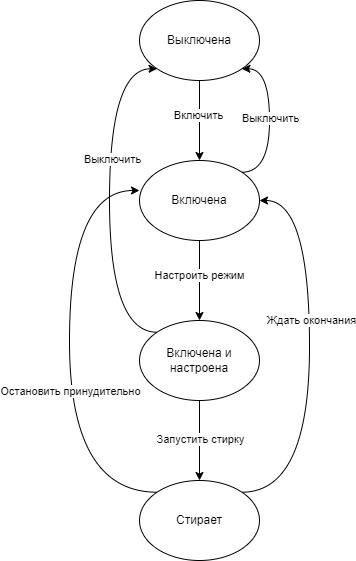 Выключена
Включить
Выключить
Выключить
Включена
Настроить режим
Ждать окончания
Включена и
настроена
Остановить принудительно
Запустить стирку
Стирает